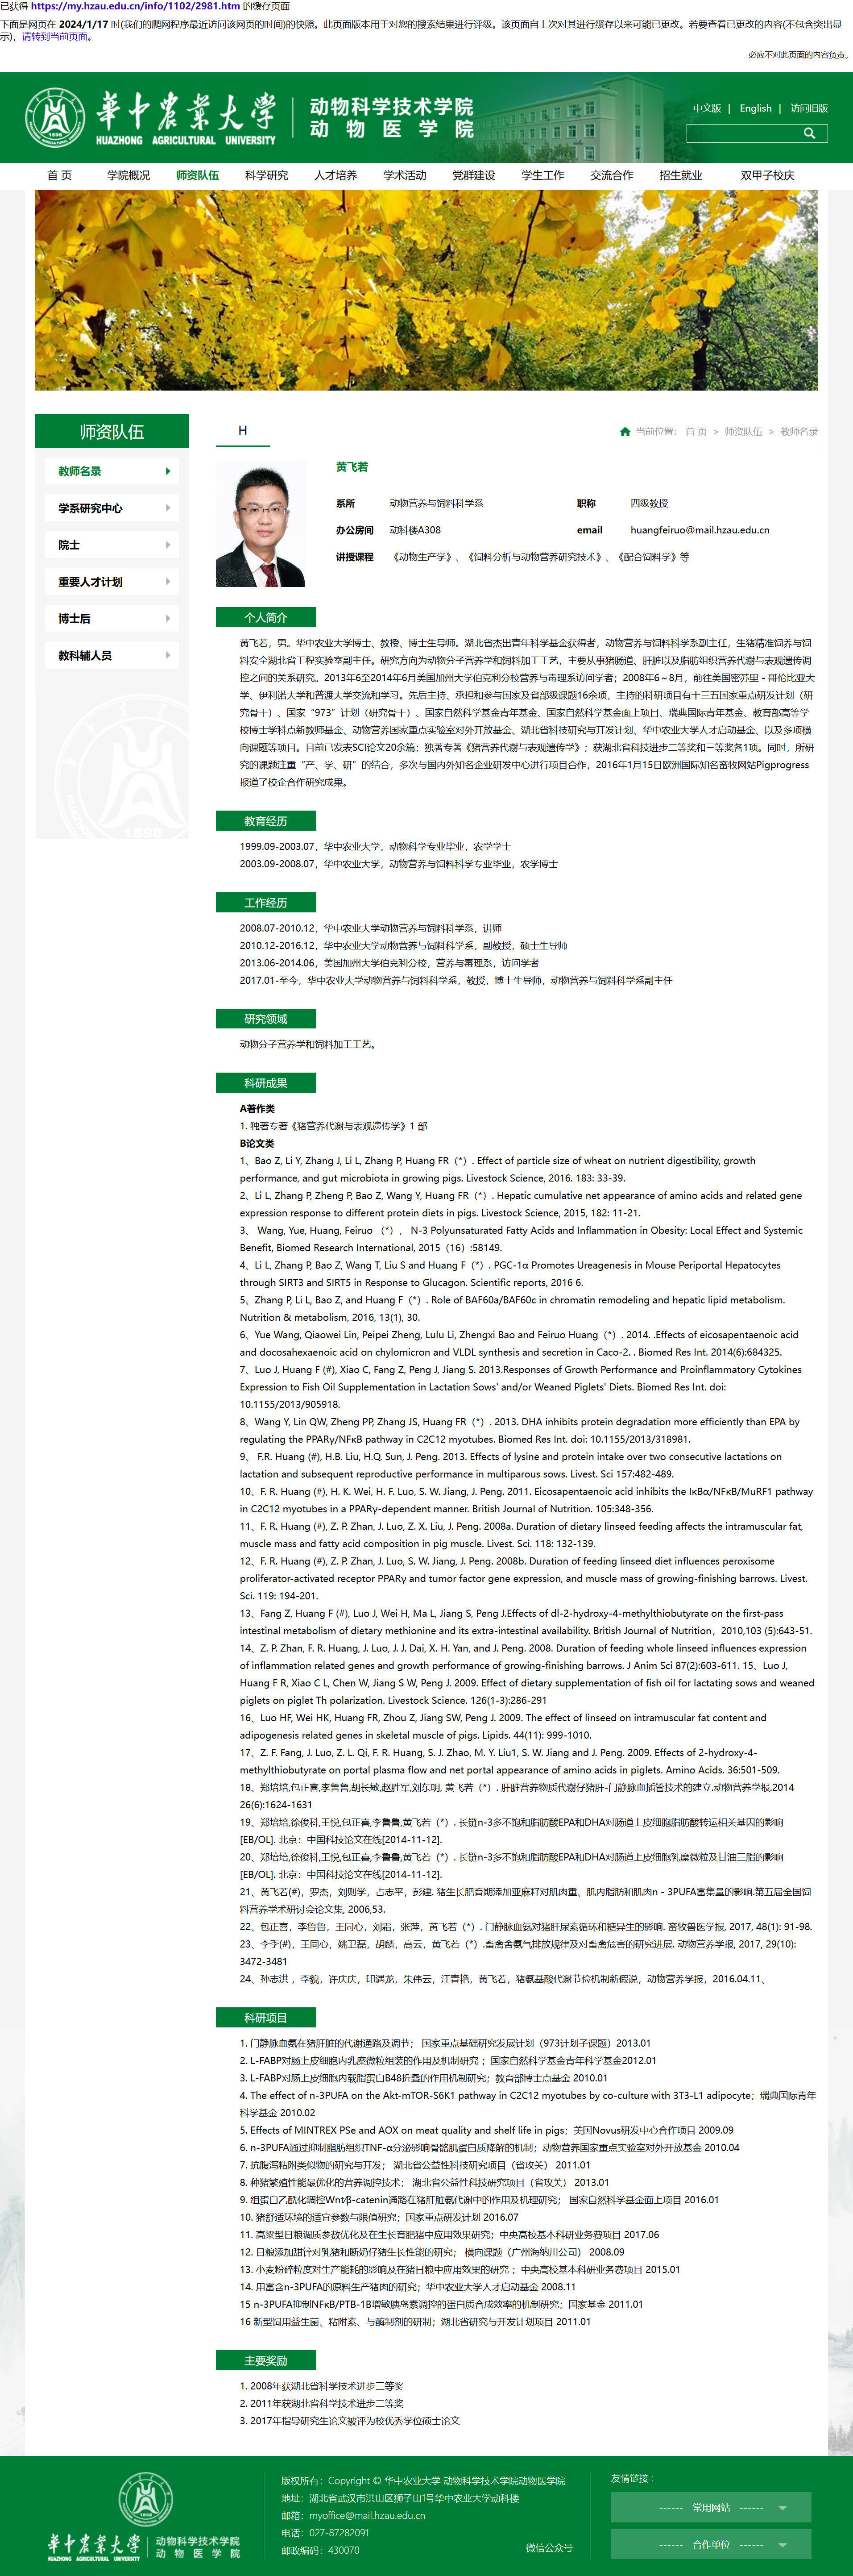 已获得 https://my.hzau.edu.cn/info/1102/2981.htm 的缓存页面
下面是网页在 2024/1/17 时(我们的爬网程序最近访问该网页的时间)的快照。此页面版本用于对您的搜索结果进行评级。该页面自上次对其进行缓存以来可能已更改。若要查看已更改的内容(不包含突出显
示)，请转到当前页面。
必应不对此页面的内容负责。
華中農業大学 HUAZHONG AGRICULTURAL UNIVERSITY
动物科学技术学院
动物医学院
中文版 | English | 访问旧版
首 页 学院概况 师资队伍 科学研究 人才培养 学术活动 党群建设 学生工作 交流合作 招生就业 双甲子校庆
师资队伍
教师名录
学系研究中心
院士
重要人才计划
博士后
教科辅人员
1898
H
当前位置： 首 页 > 师资队伍 > 教师名录
黄飞若
系所 动物营养与饲料科学系 职称 四级教授
办公房间 动科楼A308 email huangfeiruo@mail.hzau.edu.cn
讲授课程 《动物生产学》、《饲料分析与动物营养研究技术》、《配合饲料学》等
个人简介
黄飞若，男。华中农业大学博士、教授、博士生导师。湖北省杰出青年科学基金获得者，动物营养与饲料科学系副主任，生猪精准饲养与饲
料安全湖北省工程实验室副主任。研究方向为动物分子营养学和饲料加工工艺，主要从事猪肠道、肝脏以及脂肪组织营养代谢与表观遗传调
控之间的关系研究。2013年6至2014年6月美国加州大学伯克利分校营养与毒理系访问学者；2008年6～8月，前往美国密苏里－哥伦比亚大
学、伊利诺大学和普渡大学交流和学习。先后主持、承担和参与国家及省部级课题16余项，主持的科研项目有十三五国家重点研发计划（研
究骨干）、国家“973”计划（研究骨干）、国家自然科学基金青年基金、国家自然科学基金面上项目、瑞典国际青年基金、教育部高等学
校博士学科点新教师基金、动物营养国家重点实验室对外开放基金、湖北省科技研究与开发计划、华中农业大学人才启动基金、以及多项横
向课题等项目。目前已发表SCI论文20余篇；独著专著《猪营养代谢与表观遗传学》；获湖北省科技进步二等奖和三等奖各1项。同时，所研
究的课题注重“产、学、研”的结合，多次与国内外知名企业研发中心进行项目合作，2016年1月15日欧洲国际知名畜牧网站Pigprogress
报道了校企合作研究成果。
教育经历
1999.09-2003.07，华中农业大学，动物科学专业毕业，农学学士
2003.09-2008.07，华中农业大学，动物营养与饲料科学专业毕业，农学博士
工作经历
2008.07-2010.12，华中农业大学动物营养与饲料科学系，讲师
2010.12-2016.12，华中农业大学动物营养与饲料科学系，副教授，硕士生导师
2013.06-2014.06，美国加州大学伯克利分校，营养与毒理系，访问学者
2017.01-至今，华中农业大学动物营养与饲料科学系，教授，博士生导师，动物营养与饲料科学系副主任
研究领域
动物分子营养学和饲料加工工艺。
科研成果
A著作类
1. 独著专著《猪营养代谢与表观遗传学》1 部
B论文类
1、Bao Z, Li Y, Zhang J, Li L, Zhang P, Huang FR（*）. Effect of particle size of wheat on nutrient digestibility, growth
performance, and gut microbiota in growing pigs. Livestock Science, 2016. 183: 33-39.
2、Li L, Zhang P, Zheng P, Bao Z, Wang Y, Huang FR（*）. Hepatic cumulative net appearance of amino acids and related gene
expression response to different protein diets in pigs. Livestock Science, 2015, 182: 11-21.
3、 Wang, Yue, Huang, Feiruo （*）， N-3 Polyunsaturated Fatty Acids and Inflammation in Obesity: Local Effect and Systemic
Benefit, Biomed Research International, 2015（16）:58149.
4、Li L, Zhang P, Bao Z, Wang T, Liu S and Huang F（*）. PGC-1α Promotes Ureagenesis in Mouse Periportal Hepatocytes
through SIRT3 and SIRT5 in Response to Glucagon. Scientific reports, 2016 6.
5、Zhang P, Li L, Bao Z, and Huang F（*）. Role of BAF60a/BAF60c in chromatin remodeling and hepatic lipid metabolism.
Nutrition & metabolism, 2016, 13(1), 30.
6、Yue Wang, Qiaowei Lin, Peipei Zheng, Lulu Li, Zhengxi Bao and Feiruo Huang（*）. 2014. .Effects of eicosapentaenoic acid
and docosahexaenoic acid on chylomicron and VLDL synthesis and secretion in Caco-2. . Biomed Res Int. 2014(6):684325.
7、Luo J, Huang F (#), Xiao C, Fang Z, Peng J, Jiang S. 2013.Responses of Growth Performance and Proinflammatory Cytokines
Expression to Fish Oil Supplementation in Lactation Sows' and/or Weaned Piglets' Diets. Biomed Res Int. doi:
10.1155/2013/905918.
8、Wang Y, Lin QW, Zheng PP, Zhang JS, Huang FR（*）. 2013. DHA inhibits protein degradation more efficiently than EPA by
regulating the PPARγ/NFκB pathway in C2C12 myotubes. Biomed Res Int. doi: 10.1155/2013/318981.
9、 F.R. Huang (#), H.B. Liu, H.Q. Sun, J. Peng. 2013. Effects of lysine and protein intake over two consecutive lactations on
lactation and subsequent reproductive performance in multiparous sows. Livest. Sci 157:482-489.
10、F. R. Huang (#), H. K. Wei, H. F. Luo, S. W. Jiang, J. Peng. 2011. Eicosapentaenoic acid inhibits the IκBα/NFκB/MuRF1 pathway
in C2C12 myotubes in a PPARγ-dependent manner. British Journal of Nutrition. 105:348-356.
11、F. R. Huang (#), Z. P. Zhan, J. Luo, Z. X. Liu, J. Peng. 2008a. Duration of dietary linseed feeding affects the intramuscular fat,
muscle mass and fatty acid composition in pig muscle. Livest. Sci. 118: 132-139.
12、F. R. Huang (#), Z. P. Zhan, J. Luo, S. W. Jiang, J. Peng. 2008b. Duration of feeding linseed diet influences peroxisome
proliferator-activated receptor PPARγ and tumor factor gene expression, and muscle mass of growing-finishing barrows. Livest.
Sci. 119: 194-201.
13、Fang Z, Huang F (#), Luo J, Wei H, Ma L, Jiang S, Peng J.Effects of dl-2-hydroxy-4-methylthiobutyrate on the first-pass
intestinal metabolism of dietary methionine and its extra-intestinal availability. British Journal of Nutrition，2010,103 (5):643-51.
14、Z. P. Zhan, F. R. Huang, J. Luo, J. J. Dai, X. H. Yan, and J. Peng. 2008. Duration of feeding whole linseed influences expression
of inflammation related genes and growth performance of growing-finishing barrows. J Anim Sci 87(2):603-611. 15、Luo J,
Huang F R, Xiao C L, Chen W, Jiang S W, Peng J. 2009. Effect of dietary supplementation of fish oil for lactating sows and weaned
piglets on piglet Th polarization. Livestock Science. 126(1-3):286-291
16、Luo HF, Wei HK, Huang FR, Zhou Z, Jiang SW, Peng J. 2009. The effect of linseed on intramuscular fat content and
adipogenesis related genes in skeletal muscle of pigs. Lipids. 44(11): 999-1010.
17、Z. F. Fang, J. Luo, Z. L. Qi, F. R. Huang, S. J. Zhao, M. Y. Liu1, S. W. Jiang and J. Peng. 2009. Effects of 2-hydroxy-4-
methylthiobutyrate on portal plasma flow and net portal appearance of amino acids in piglets. Amino Acids. 36:501-509.
18、郑培培,包正喜,李魯魯,胡长敏,赵胜军,刘东明, 黄飞若（*）. 肝脏营养物质代谢仔猪肝-门静脉血插管技术的建立.动物营养学报.2014
26(6):1624-1631
19、郑培培,徐俊科,王悦,包正喜,李魯魯,黄飞若（*）. 长链n-3多不饱和脂肪酸EPA和DHA对肠道上皮细胞脂肪酸转运相关基因的影响
[EB/OL]. 北京：中国科技论文在线[2014-11-12].
20、郑培培,徐俊科,王悦,包正喜,李魯魯,黄飞若（*）. 长链n-3多不饱和脂肪酸EPA和DHA对肠道上皮细胞乳糜微粒及甘油三脂的影响
[EB/OL]. 北京：中国科技论文在线[2014-11-12].
21、黄飞若(#)，罗杰，刘则学，占志平，彭建. 猪生长肥育期添加亚麻籽对肌肉重、肌内脂肪和肌肉n－3PUFA富集量的影响.第五届全国饲
料营养学术研讨会论文集, 2006,53.
22、包正喜，李魯魯，王同心，刘霜，张萍，黄飞若（*）. 门静脉血氨对猪肝尿素循环和糖异生的影响. 畜牧兽医学报, 2017, 48(1): 91-98.
23、李季(#)，王同心，姚卫磊，胡麟，高云，黄飞若（*）.畜禽舍氨气排放规律及对畜禽危害的研究进展. 动物营养学报, 2017, 29(10):
3472-3481
24、孙志洪 ，李貌，许庆庆，印遇龙，朱伟云，江青艳，黄飞若，猪氨基酸代谢节俭机制新假说，动物营养学报，2016.04.11、
科研项目
1. 门静脉血氨在猪肝脏的代谢通路及调节； 国家重点基础研究发展计划（973计划子课题）2013.01
2. L-FABP对肠上皮细胞内乳糜微粒组装的作用及机制研究 ；国家自然科学基金青年科学基金2012.01
3. L-FABP对肠上皮细胞内载脂蛋白B48折叠的作用机制研究；教育部博士点基金 2010.01
4. The effect of n-3PUFA on the Akt-mTOR-S6K1 pathway in C2C12 myotubes by co-culture with 3T3-L1 adipocyte；瑞典国际青年
科学基金 2010.02
5. Effects of MINTREX PSe and AOX on meat quality and shelf life in pigs；美国Novus研发中心合作项目 2009.09
6. n-3PUFA通过抑制脂肪组织TNF-α分泌影响骨骼肌蛋白质降解的机制；动物营养国家重点实验室对外开放基金 2010.04
7. 抗腹泻粘附类似物的研究与开发； 湖北省公益性科技研究项目（省攻关） 2011.01
8. 种猪繁殖性能最优化的营养调控技术； 湖北省公益性科技研究项目（省攻关） 2013.01
9. 组蛋白乙酰化调控Wnt/β-catenin通路在猪肝脏氨代谢中的作用及机理研究； 国家自然科学基金面上项目 2016.01
10. 猪舒适环境的适宜参数与限值研究；国家重点研发计划 2016.07
11. 高粱型日粮调质参数优化及在生长育肥猪中应用效果研究；中央高校基本科研业务费项目 2017.06
12. 日粮添加甜锌对乳猪和断奶仔猪生长性能的研究； 横向课题（广州海纳川公司） 2008.09
13. 小麦粉碎粒度对生产能耗的影响及在猪日粮中应用效果的研究 ；中央高校基本科研业务费项目 2015.01
14. 用富含n-3PUFA的原料生产猪肉的研究；华中农业大学人才启动基金 2008.11
15 n-3PUFA抑制NFκB/PTB-1B增敏胰岛素调控的蛋白质合成效率的机制研究；国家基金 2011.01
16 新型饲用益生菌、粘附素、与酶制剂的研制；湖北省研究与开发计划项目 2011.01
主要奖励
1. 2008年获湖北省科学技术进步三等奖
2. 2011年获湖北省科学技术进步二等奖
3. 2017年指导研究生论文被评为校优秀学位硕士论文
華中農業大学
动物科学技术学院
动物医学院
版权所有：Copyright © 华中农业大学 动物科学技术学院动物医学院
地址：湖北省武汉市洪山区狮子山1号华中农业大学动科楼
邮箱：myoffice@mail.hzau.edu.cn
电话：027-87282091
邮政编码：430070
微信公众号
友情链接：
------ 常用网站 ------
------ 合作单位 ------